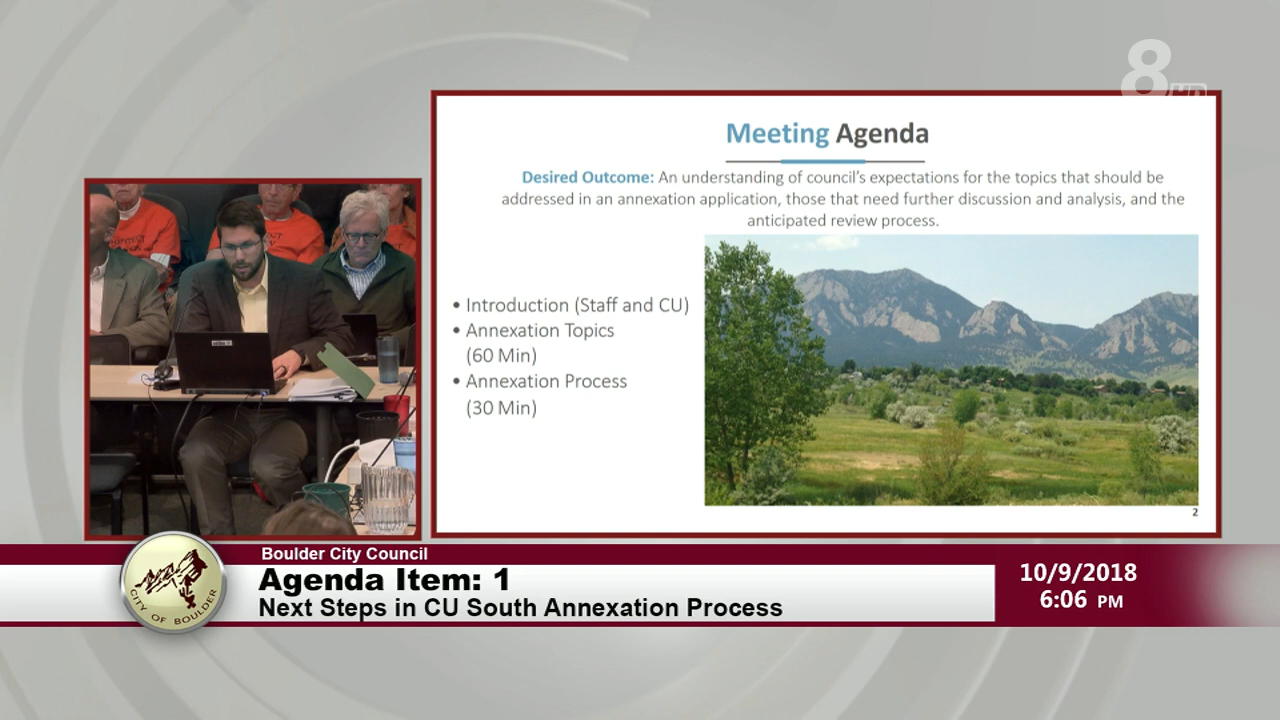 8
HD
Meeting Agenda
Desired Outcome: An understanding of council's expectations for the topics that should be
addressed in an annexation application, those that need further discussion and analysis, and the
anticipated review process.
• Introduction (Staff and CU)
• Annexation Topics
(60 Min)
• Annexation Process
(30 Min)
2
Boulder City Council
Agenda Item: 1
Next Steps in CU South Annexation Process
CITY OF BOULDER
10/9/2018
6:06 PM